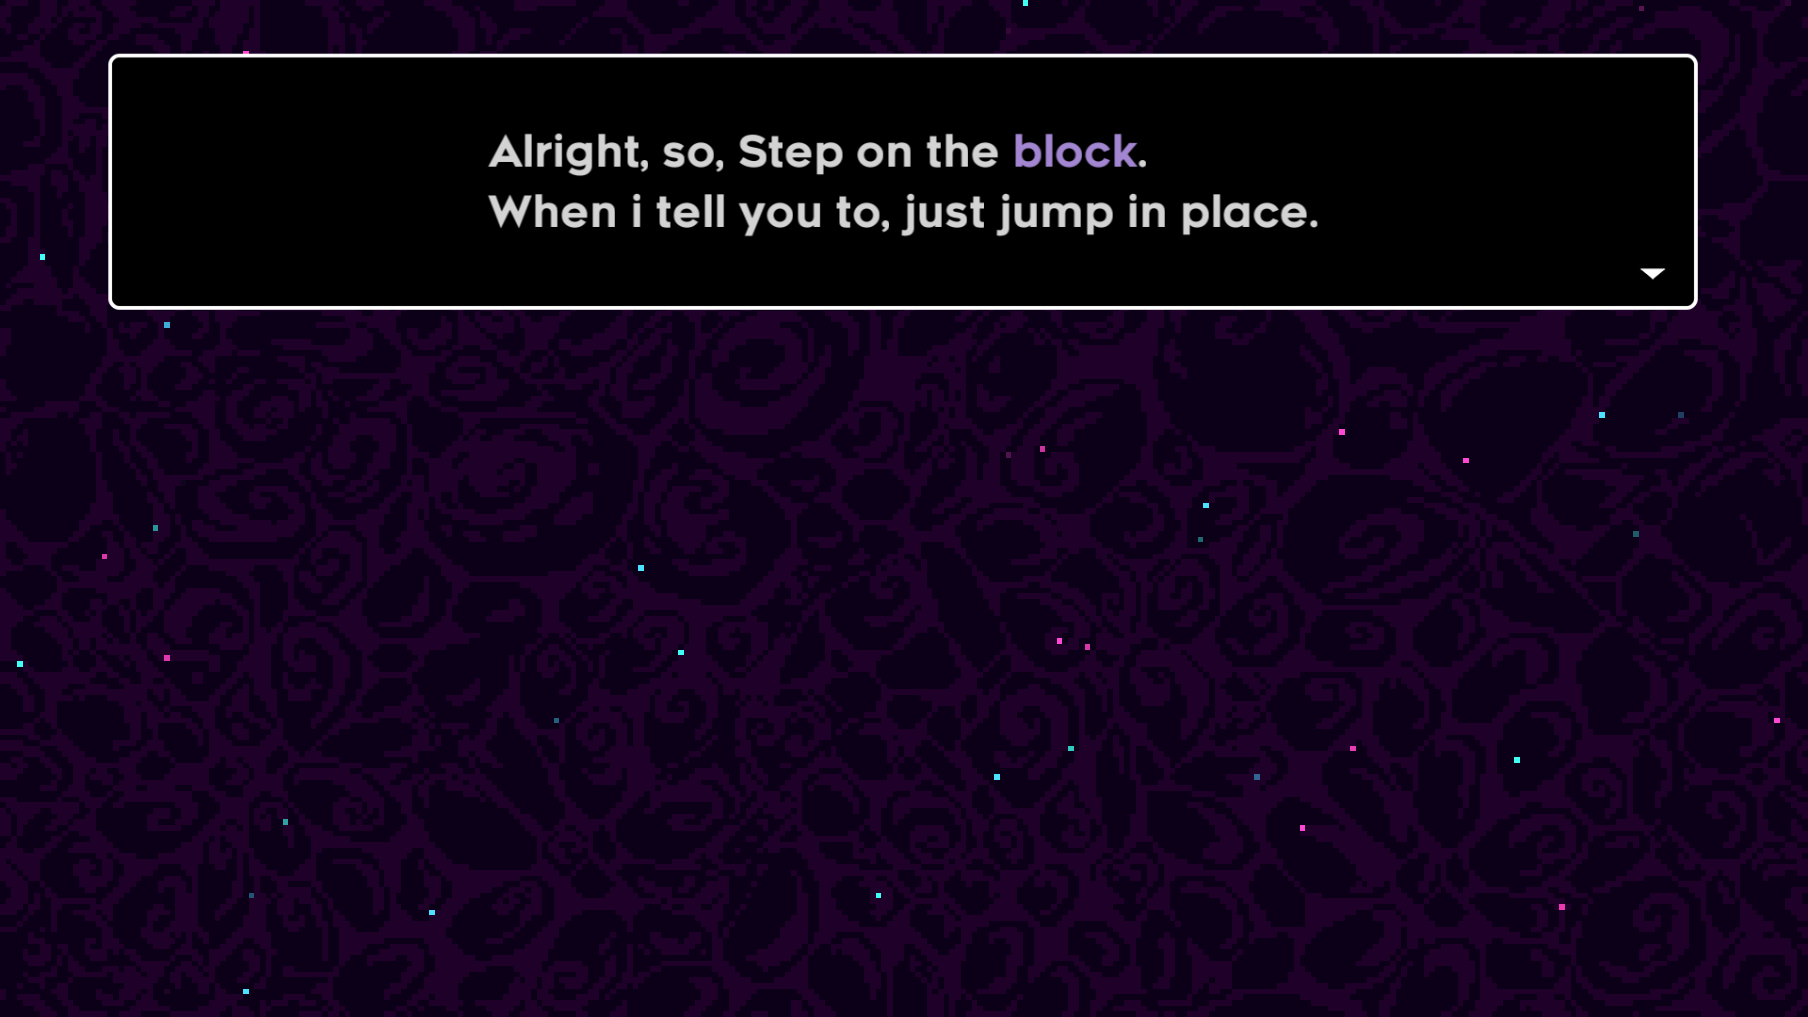 Alright, so, Step on the block.
When i tell you to, just jump in place.